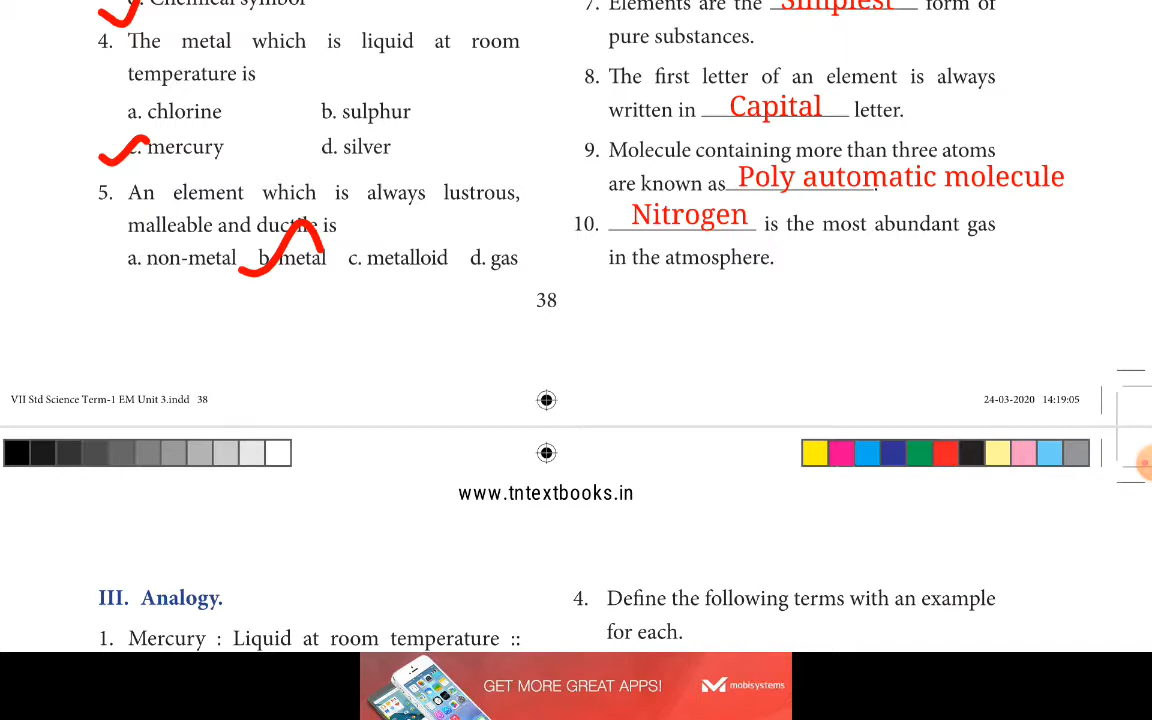 Chemical symbol
4. The metal which is liquid at room
temperature is
a. chlorine b. sulphur
c. mercury d. silver
5. An element which is always lustrous,
malleable and ductile is
a. non-metal b. metal c. metalloid d. gas
7. Elements are the Simplest form of
pure substances.
8. The first letter of an element is always
written in Capital letter.
9. Molecule containing more than three atoms
are known as Poly automatic molecule.
10. Nitrogen is the most abundant gas
in the atmosphere.
38
VII Std Science Term-1 EM Unit 3.indd 38
24-03-2020 14:19:05
www.tntextbooks.in
III. Analogy.
1. Mercury : Liquid at room temperature ::
4. Define the following terms with an example
for each.
GET MORE GREAT APPS!
mobisystems